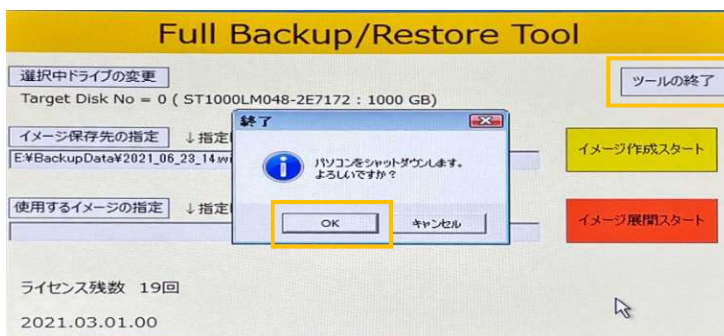 Full Backup/Restore Tool
選択中ドライブの変更
ツールの終了
Target Disk No = 0 ( ST1000LM048-2E7172 : 1000 GB)
終了
イメージ保存先の指定 ↓指定
イメージ作成スタート
E:¥BackupData¥2021_06_23_14.wi
パソコンをシャットダウンします。
よろしいですか？
使用するイメージの指定 ↓指定
OK キャンセル
イメージ展開スタート
ライセンス残数 19回
2021.03.01.00